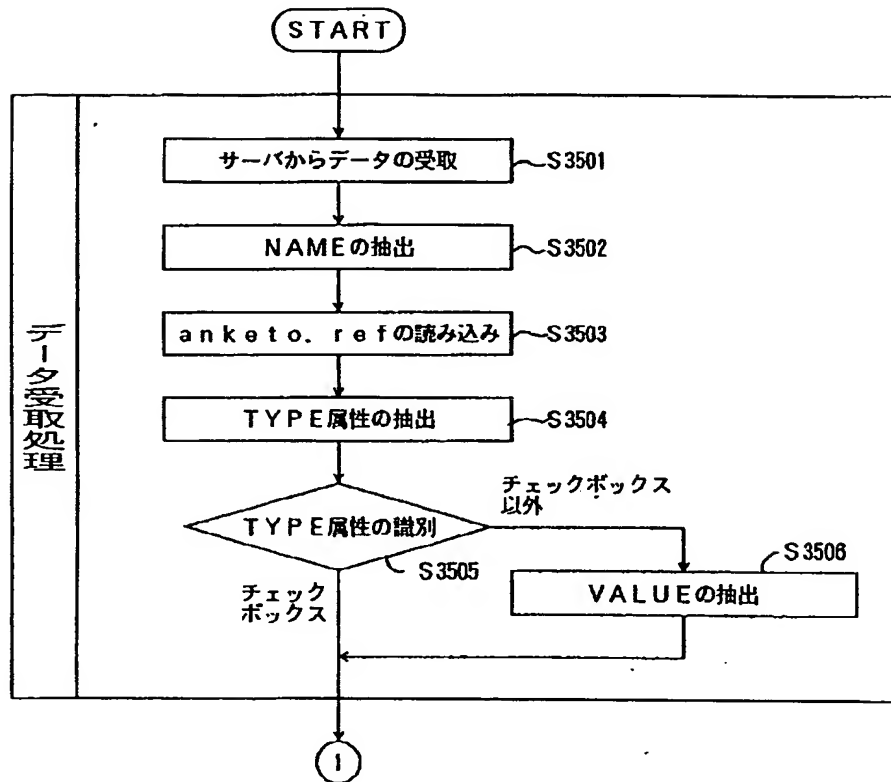 START
サーバからデータの受取
S3501
NAMEの抽出
S3502
anketo.refの読み込み
S3503
TYPE属性の抽出
S3504
データ受取処理
TYPE属性の識別
S3505
チェックボックス
以外
チェック
ボックス
S3506
VALUEの抽出
1